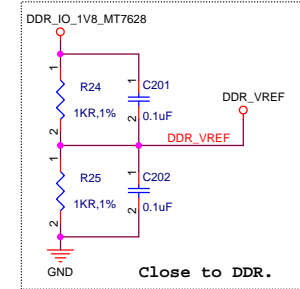 DDR_IO_1V8_MT7628
1
1
R24
C201
DDR_VREF
1KR,1%
0.1uF
2
2
DDR_VREF
1
1
R25
C202
1KR,1%
0.1uF
2
2
GND
Close to DDR.